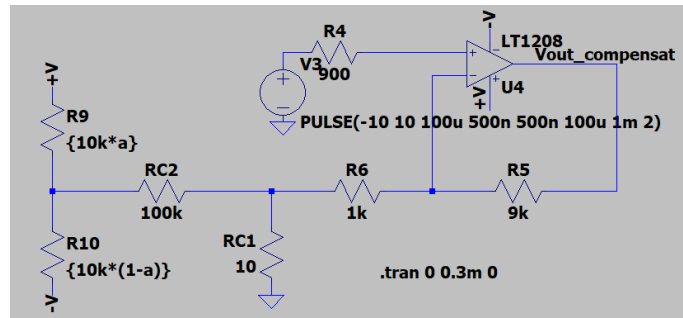 -V
R4
LT1208
Vout_compensat
V3
900
+V
U4
+V
PULSE(-10 10 100u 500n 500n 100u 1m 2)
R9
{10k*a}
RC2
R6
R5
100k
1k
9k
R10
RC1
{10k*(1-a)}
10
.tran 0 0.3m 0
-V